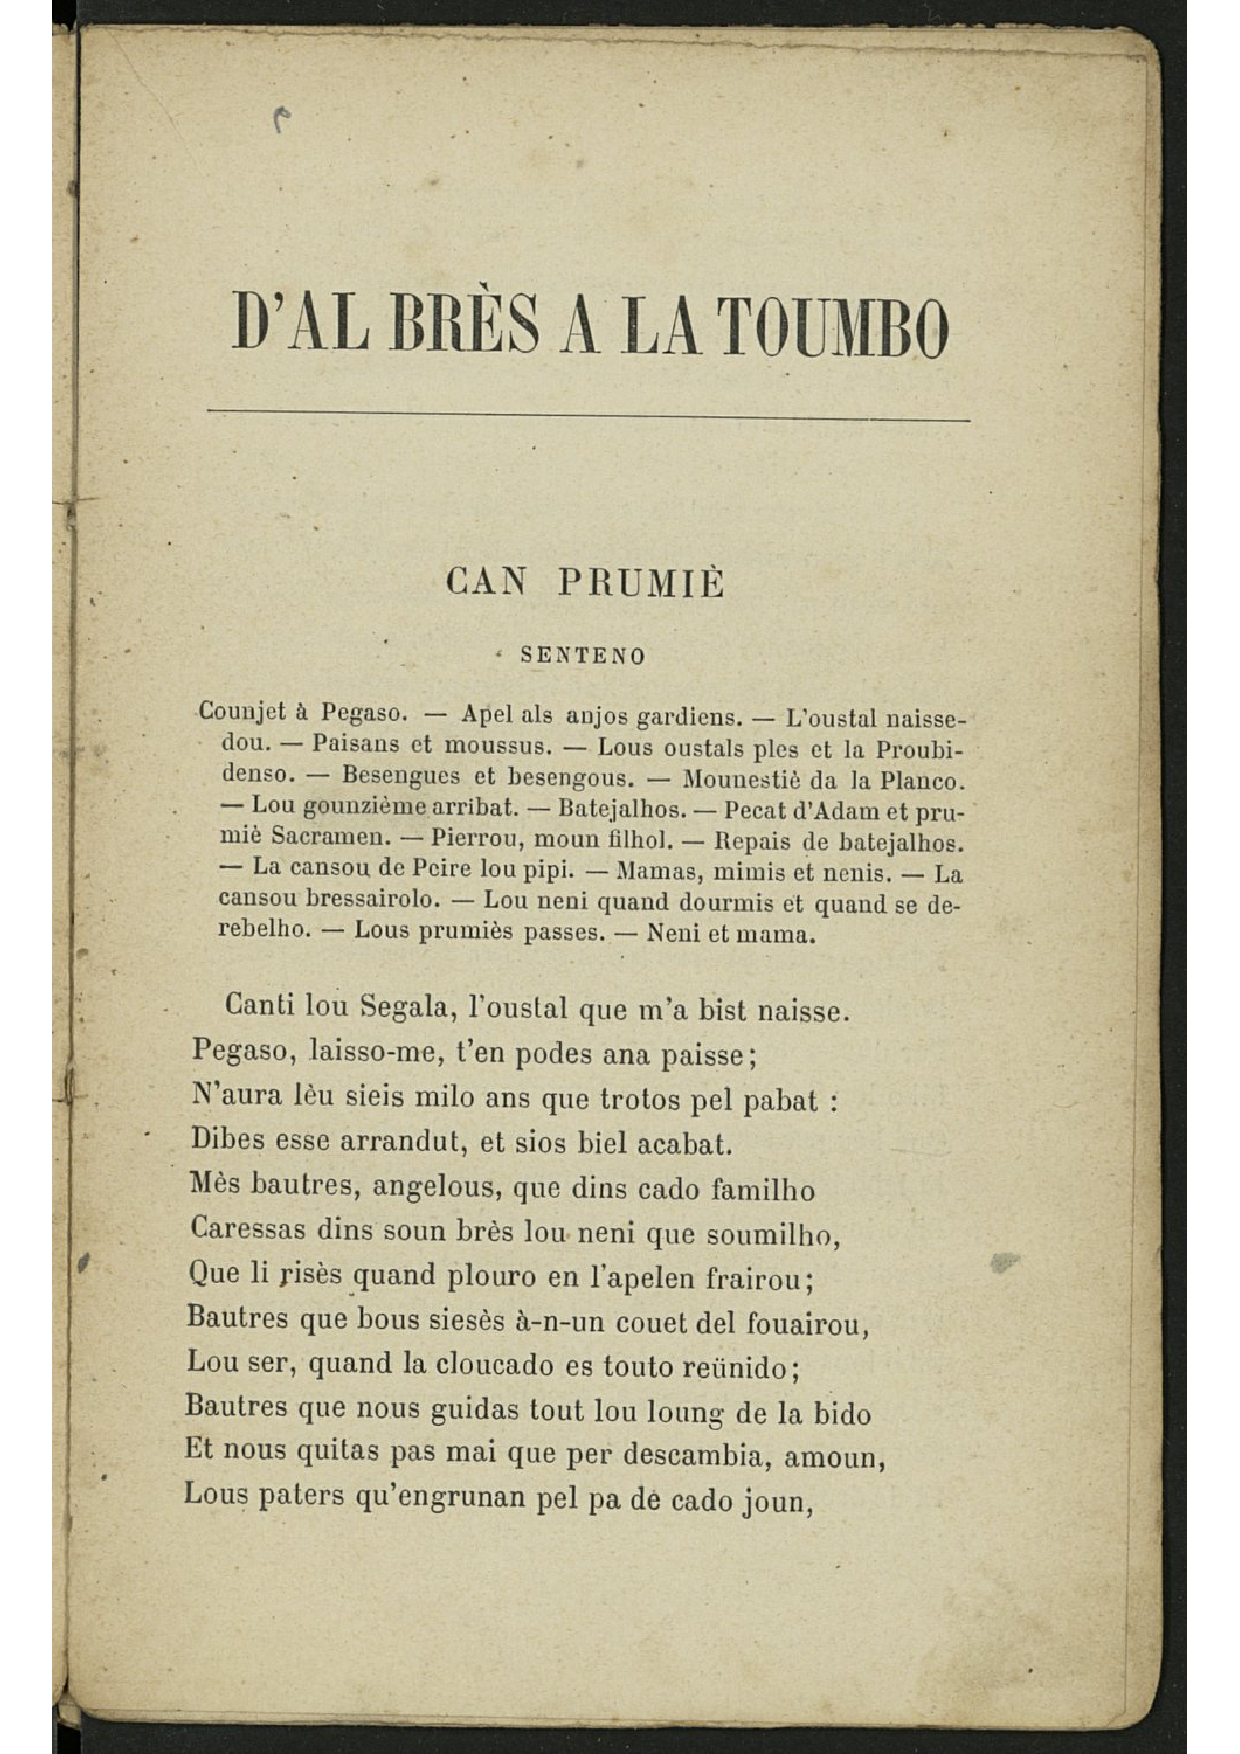 D'AL BRÈS A LA TOUMBO
CAN PRUMIÈ
SENTENO
Counjet à Pegaso. — Apel als anjos gardiens. — L'oustal naisse-
dou. — Paisans et moussus. — Lous oustals ples et la Proubi-
denso. — Besengues et besengous. — Mounestiè da la Planco.
— Lou gounzième arribat. — Batejalhos. — Pecat d'Adam et pru-
miè Sacramen. — Pierrou, moun filhol. — Repais de batejalhos.
— La cansou de Peire lou pipi. — Mamas, mimis et nenis. — La
cansou bressairolo. — Lou neni quand dourmis et quand se de-
rebelho. — Lous prumiès passes. — Neni et mama.
Canti lou Segala, l'oustal que m'a bist naisse.
Pegaso, laisso-me, t'en podes ana paisse;
N'aura lèu sieis milo ans que trotos pel pabat :
Dibes esse arrandut, et sios biel acabat.
Mès bautres, angelous, que dins cado familho
Caressas dins soun brès lou neni que soumilho,
Que li risès quand plouro en l'apelen frairou;
Bautres que bous siesès à-n-un couet del fouairou,
Lou ser, quand la cloucado es touto reünido;
Bautres que nous guidas tout lou loung de la bido
Et nous quitas pas mai que per descambia, amoun,
Lous paters qu'engrunan pel pa de cado joun,